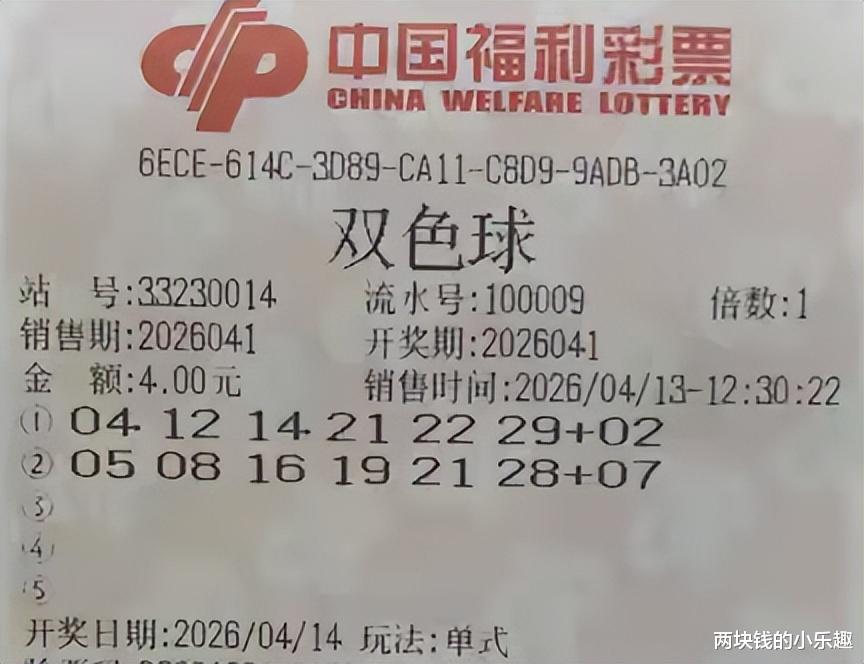 中国福利彩票
CHINA WELFARE LOTTERY
6ECE-614C-3D89-CA11-C8D9-9ADB-3A02
双色球
站 号:33230014 流水号:100009 倍数:1
销售期:2026041 开奖期:2026041
金 额:4.00元 销售时间:2026/04/13-12:30:22
① 04 12 14 21 22 29+02
② 05 08 16 19 21 28+07
③
④
⑤
开奖日期:2026/04/14 玩法:单式
两块钱的小乐趣